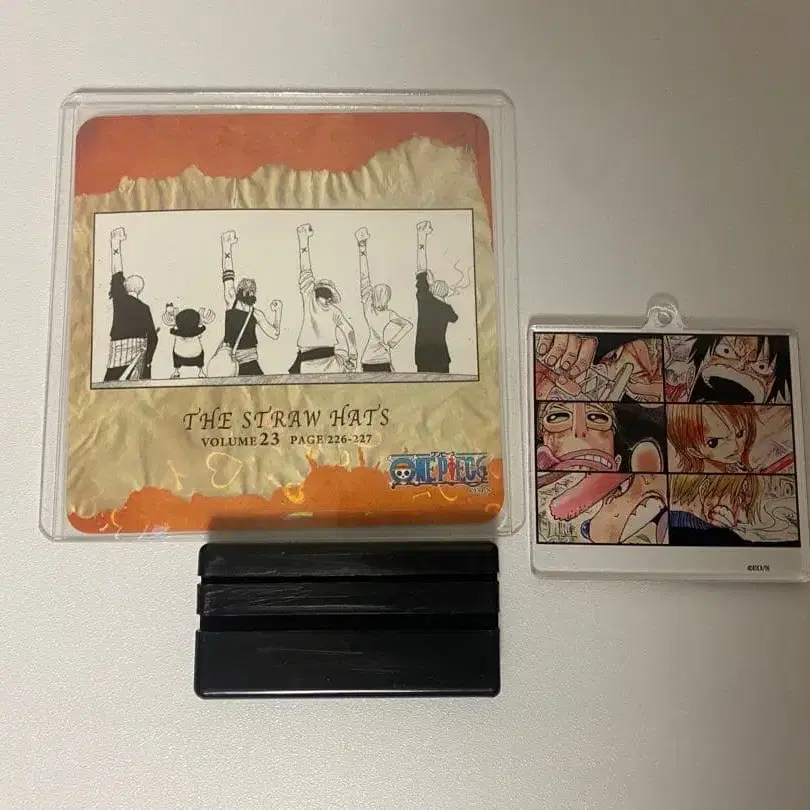 THE STRAW HATS
VOLUME 23 PAGE 226-227
ONE PIECE